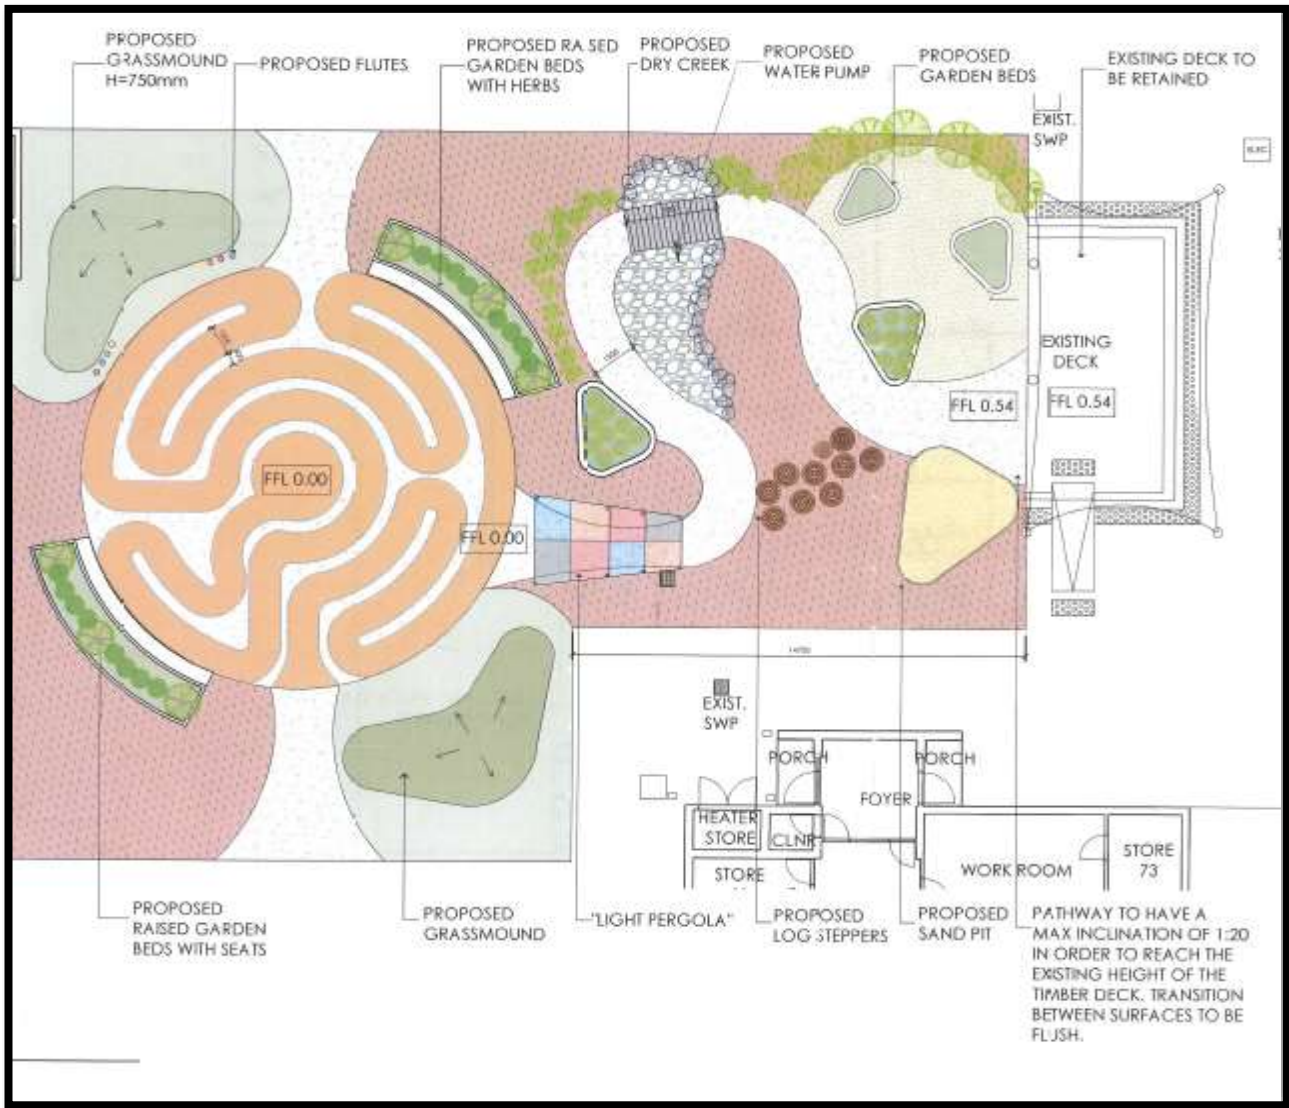 PROPOSED
GRASSMOUND
H=750mm
PROPOSED FLUTES
PROPOSED RA SED
GARDEN BEDS
WITH HERBS
PROPOSED
DRY CREEK
PROPOSED
WATER PUMP
PROPOSED
GARDEN BEDS
EXISTING DECK TO
BE RETAINED
EXIST.
SWP
ELEC.
1500
EXISTING
DECK
FFL 0.54
FFL 0.54
FFL 0.00
FFL 0.00
14700
EXIST.
SWP
PORCH
PORCH
FOYER
HEATER
STORE
CLNR
STORE
WORK ROOM
STORE
73
PROPOSED
RAISED GARDEN
BEDS WITH SEATS
PROPOSED
GRASSMOUND
"LIGHT PERGOLA"
PROPOSED
LOG STEPPERS
PROPOSED
SAND PIT
PATHWAY TO HAVE A
MAX INCLINATION OF 1:20
IN ORDER TO REACH THE
EXISTING HEIGHT OF THE
TIMBER DECK. TRANSITION
BETWEEN SURFACES TO BE
FLUSH.